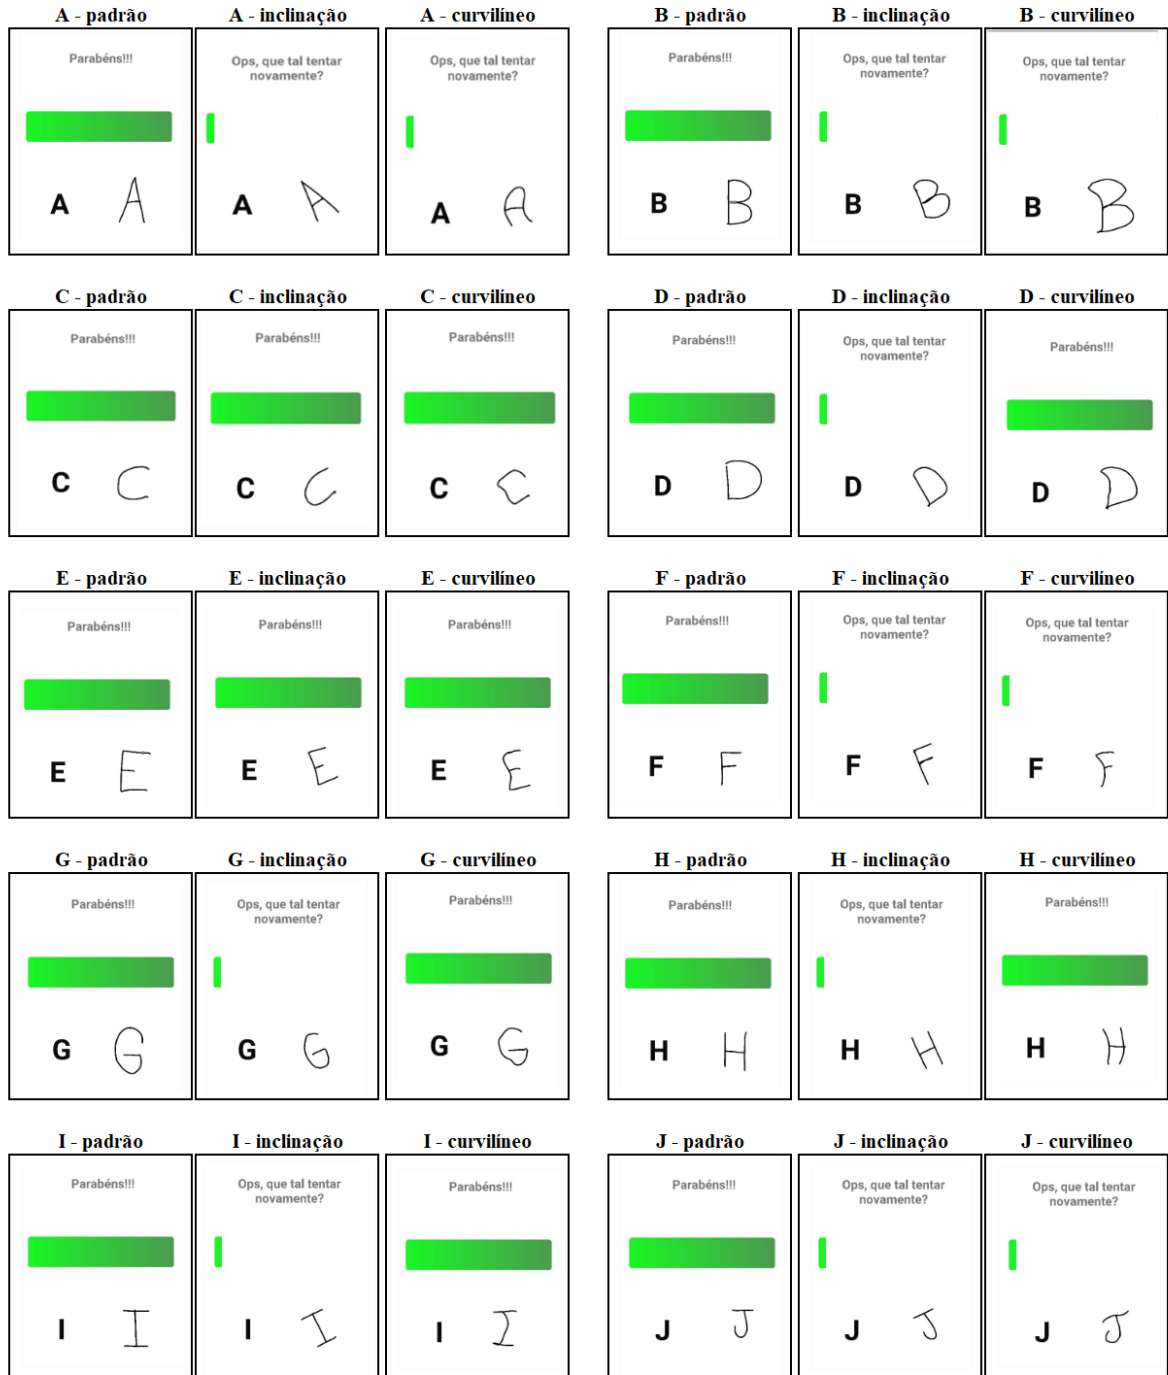 A - padrão A - inclinação A - curvilíneo B - padrão B - inclinação B - curvilíneo
Parabéns!!!
Ops, que tal tentar
novamente?
Ops, que tal tentar
novamente?
Parabéns!!!
Ops, que tal tentar
novamente?
Ops, que tal tentar
novamente?
A A A A A A B B B B B B
C - padrão C - inclinação C - curvilíneo D - padrão D - inclinação D - curvilíneo
Parabéns!!!
Parabéns!!!
Parabéns!!!
Parabéns!!!
Ops, que tal tentar
novamente?
Parabéns!!!
C C C C C C D D D D D D
E - padrão E - inclinação E - curvilíneo F - padrão F - inclinação F - curvilíneo
Parabéns!!!
Parabéns!!!
Parabéns!!!
Parabéns!!!
Ops, que tal tentar
novamente?
Ops, que tal tentar
novamente?
E E E E E E F F F F F F
G - padrão G - inclinação G - curvilíneo H - padrão H - inclinação H - curvilíneo
Parabéns!!!
Ops, que tal tentar
novamente?
Parabéns!!!
Parabéns!!!
Ops, que tal tentar
novamente?
Parabéns!!!
G G G G G G H H H H H H
I - padrão I - inclinação I - curvilíneo J - padrão J - inclinação J - curvilíneo
Parabéns!!!
Ops, que tal tentar
novamente?
Parabéns!!!
Parabéns!!!
Ops, que tal tentar
novamente?
Ops, que tal tentar
novamente?
I I I I I I J J J J J J